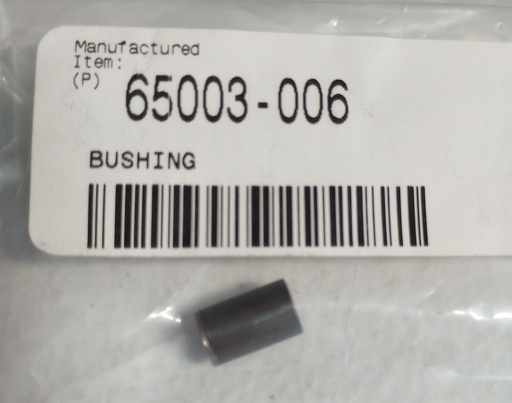 Manufactured
Item:
(P) 65003-006
BUSHING